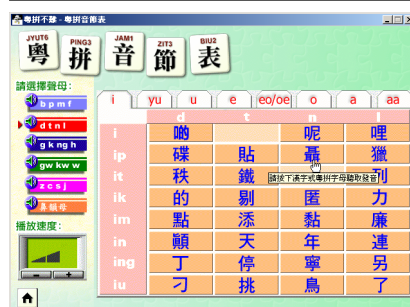 粵拼不難 - 粵拼音節表
JYUT6 PING3 JAM1 ZIT3 BIU2
粵 拼 音 節 表
請選擇聲母:
b p m f
d t n l
g k ng h
gw kw w
z c s j
鼻韻母
播放速度:
i yu u e eo/oe o a aa
d t n l
i 啲 呢 哩
ip 碟 貼 聶 獵
請按下漢字或粵拼字母聽取發音
it 秩 鐵 列
ik 的 剔 匿 力
im 點 添 黏 廉
in 顛 天 年 連
ing 丁 停 寧 另
iu 刁 挑 鳥 了